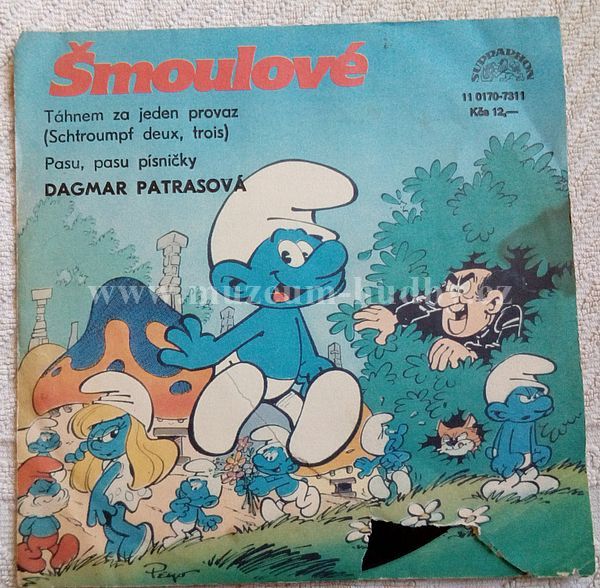 Šmoulové
Táhnem za jeden provaz
(Schtroumpf deux, trois)
Pasu, pasu písničky
DAGMAR PATRASOVÁ
SUPRAPHON
11 0170-7311
Kčs 12,—
www.muzeum-hudby.cz
Peyo